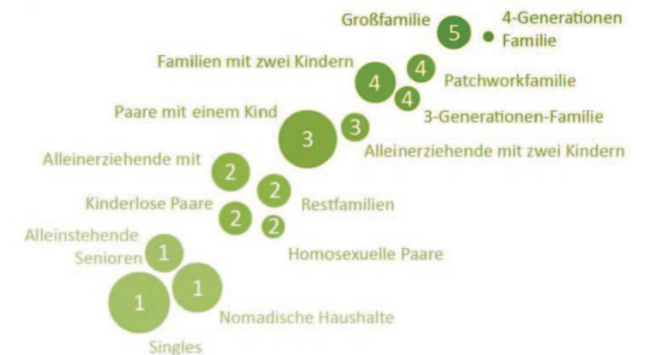 Großfamilie 5 4-Generationen
Familie
Familien mit zwei Kindern 4 4 Patchworkfamilie
4 3-Generationen-Familie
Paare mit einem Kind 3 3
Alleinerziehende mit zwei Kindern
Alleinerziehende mit 2
2 Restfamilien
Kinderlose Paare 2 2
Homosexuelle Paare
Alleinstehende
Senioren 1
1 1
Nomadische Haushalte
Singles